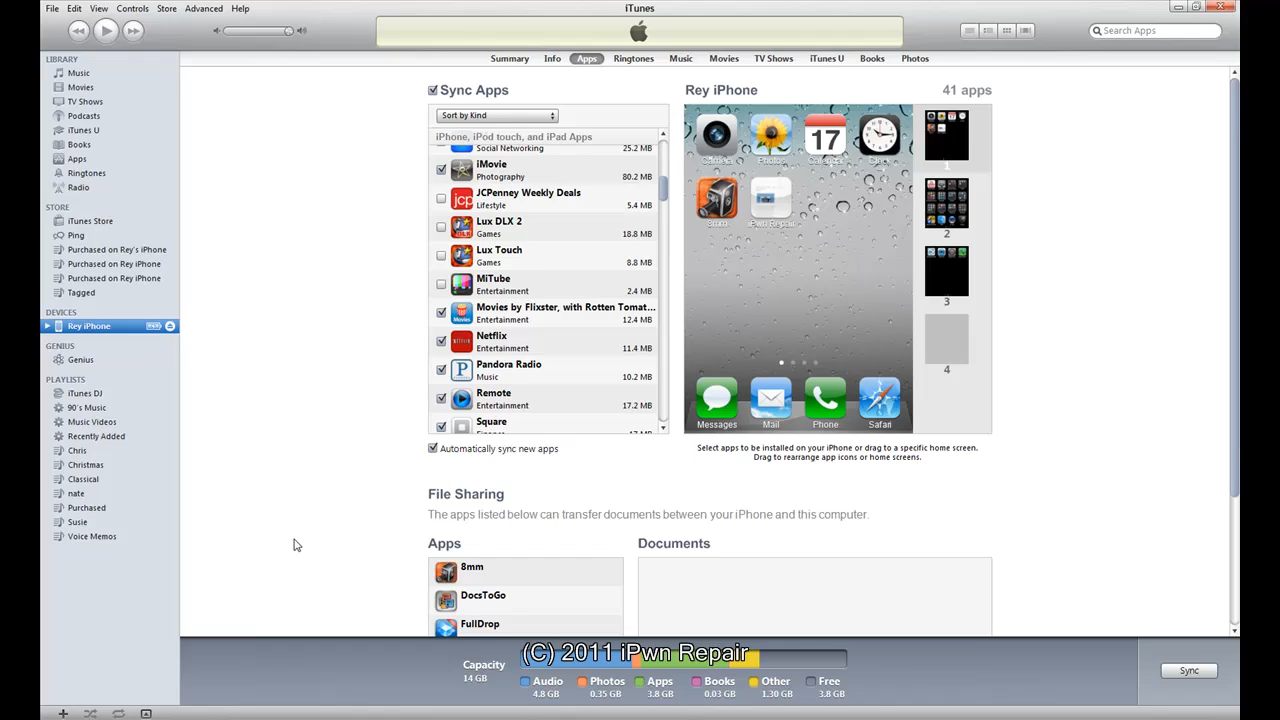 File Edit View Controls Store Advanced Help
iTunes
Search Apps
LIBRARY
Music
Movies
TV Shows
Podcasts
iTunes U
Books
Apps
Ringtones
Radio
STORE
iTunes Store
Ping
Purchased on Rey's iPhone
Purchased on Rey iPhone
Purchased on Rey iPhone
Tagged
DEVICES
Rey iPhone
GENIUS
Genius
PLAYLISTS
iTunes DJ
90's Music
Music Videos
Recently Added
Chris
Christmas
Classical
nate
Purchased
Susie
Voice Memos
Summary Info Apps Ringtones Music Movies TV Shows iTunes U Books Photos
Sync Apps
Sort by Kind
iPhone, iPod touch, and iPad Apps
Social Networking 25.2 MB
iMovie
Photography 80.2 MB
jcp
JCPenney Weekly Deals
Lifestyle 5.4 MB
Lux DLX 2
Games 18.8 MB
Lux Touch
Games 8.8 MB
MiTube
Entertainment 2.4 MB
Movies by Flixster, with Rotten Tomat...
Entertainment 12.4 MB
Netflix
Entertainment 11.4 MB
P
Pandora Radio
Music 10.2 MB
Remote
Entertainment 17.2 MB
Square
Automatically sync new apps
Rey iPhone 41 apps
17
Camera Photos Calendar Clock
8mm iPwn Repair
Messages Mail Phone Safari
1
2
3
4
Select apps to be installed on your iPhone or drag to a specific home screen.
Drag to rearrange app icons or home screens.
File Sharing
The apps listed below can transfer documents between your iPhone and this computer.
Apps
Documents
8mm
DocsToGo
FullDrop
(C) 2011 iPwn Repair
Capacity
14 GB
Audio Photos Apps Books Other Free
4.8 GB 0.35 GB 3.8 GB 0.03 GB 1.30 GB 3.8 GB
Sync